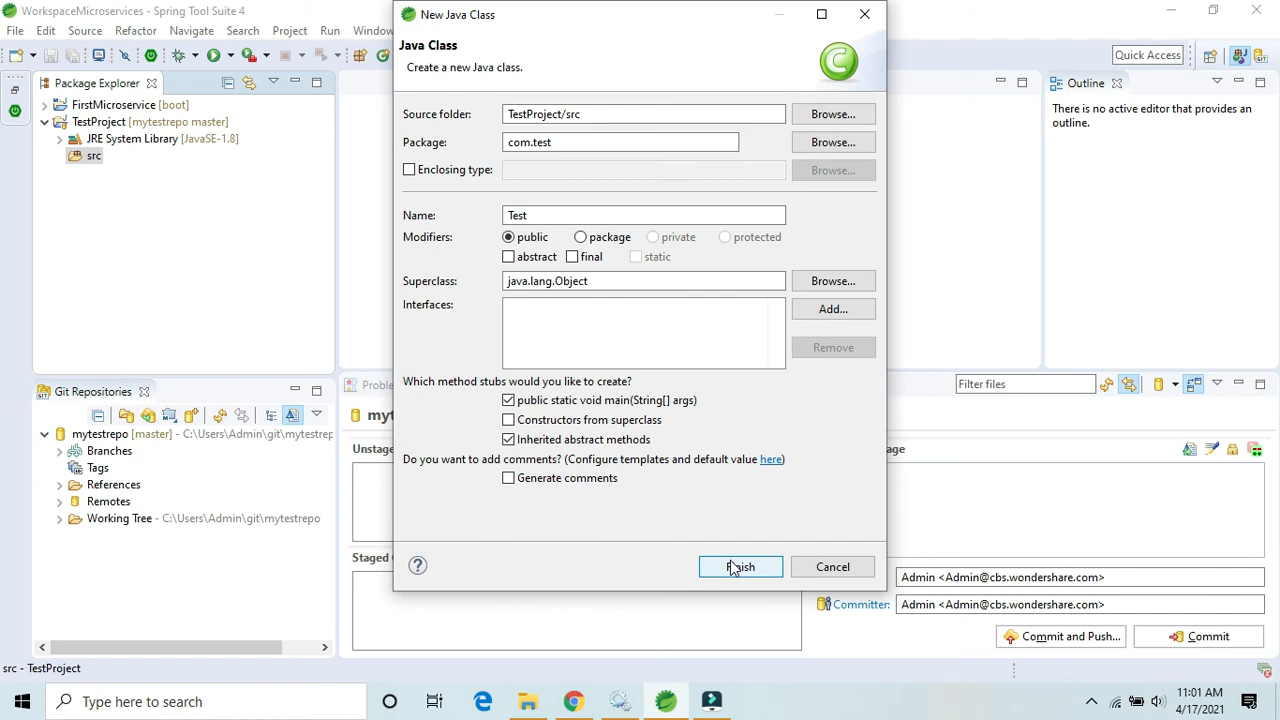 WorkspaceMicroservices - Spring Tool Suite 4
File Edit Source Refactor Navigate Search Project Run Window
Quick Access
Package Explorer
FirstMicroservice [boot]
TestProject [mytestrepo master]
JRE System Library [JavaSE-1.8]
src
New Java Class
Java Class
Create a new Java class.
Source folder: TestProject/src Browse...
Package: com.test Browse...
Enclosing type: Browse...
Name: Test
Modifiers: public package private protected
abstract final static
Superclass: java.lang.Object Browse...
Interfaces: Add...
Remove
Which method stubs would you like to create?
public static void main(String[] args)
Constructors from superclass
Inherited abstract methods
Do you want to add comments? (Configure templates and default value here)
Generate comments
Finish Cancel
Outline
There is no active editor that provides an
outline.
Git Repositories
mytestrepo [master] - C:\Users\Admin\git\mytestrep
Branches
Tags
References
Remotes
Working Tree - C:\Users\Admin\git\mytestrepo
Filter files
Admin <Admin@cbs.wondershare.com>
Committer: Admin <Admin@cbs.wondershare.com>
Commit and Push... Commit
src - TestProject
Type here to search
11:01 AM
4/17/2021